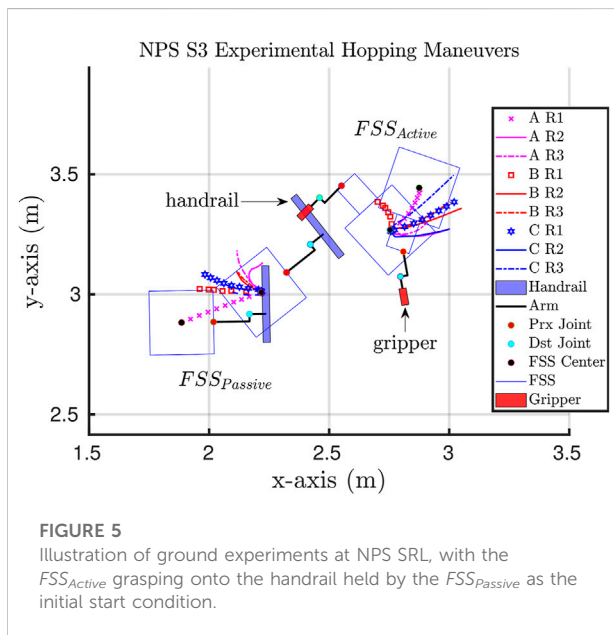 NPS S3 Experimental Hopping Maneuvers
FSS_Active
handrail
FSS_Passive
gripper
A R1
A R2
A R3
B R1
B R2
B R3
C R1
C R2
C R3
Handrail
Arm
Prx Joint
Dst Joint
FSS Center
FSS
Gripper
y-axis (m)
3.5
3
2.5
1.5 2 2.5 3 3.5
x-axis (m)
FIGURE 5
Illustration of ground experiments at NPS SRL, with the
FSS_Active grasping onto the handrail held by the FSS_Passive as the
initial start condition.